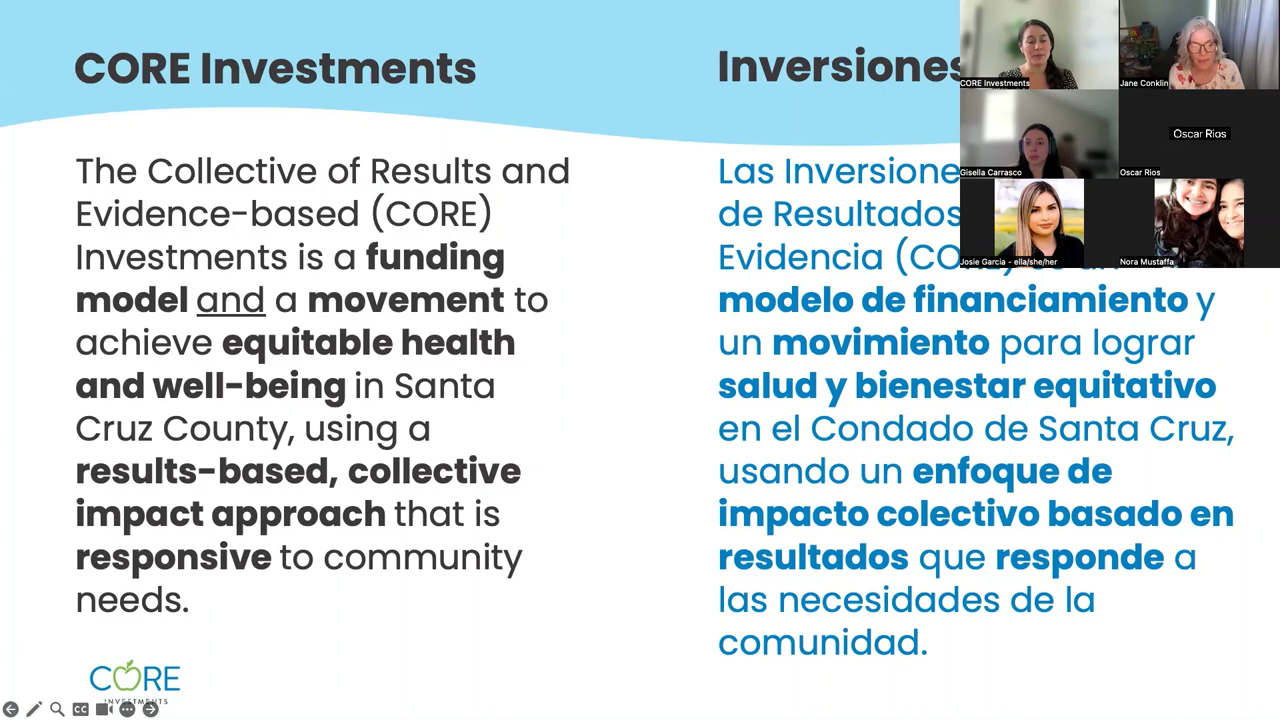 CORE Investments
The Collective of Results and
Evidence-based (CORE)
Investments is a funding
model and a movement to
achieve equitable health
and well-being in Santa
Cruz County, using a
results-based, collective
impact approach that is
responsive to community
needs.
CORE
INVESTMENTS
Inversiones
Las Inversione
de Resultados
Evidencia (CO
modelo de financiamiento y
un movimiento para lograr
salud y bienestar equitativo
en el Condado de Santa Cruz,
usando un enfoque de
impacto colectivo basado en
resultados que responde a
las necesidades de la
comunidad.
CORE Investments
Jane Conklin
Gisella Carrasco
Oscar Rios
Oscar Rios
Josie Garcia - ella/she/her
Nora Mustaffa
CC